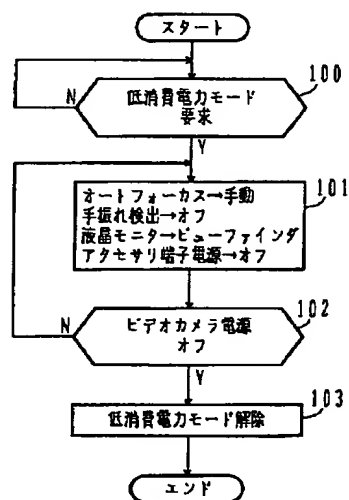 スタート
100
低消費電力モード
要求
N
Y
101
オートフォーカス→手動
手振れ検出→オフ
液晶モニタ→ビューファインダ
アクセサリ端子電源→オフ
102
ビデオカメラ電源
オフ
N
Y
103
低消費電力モード解除
エンド